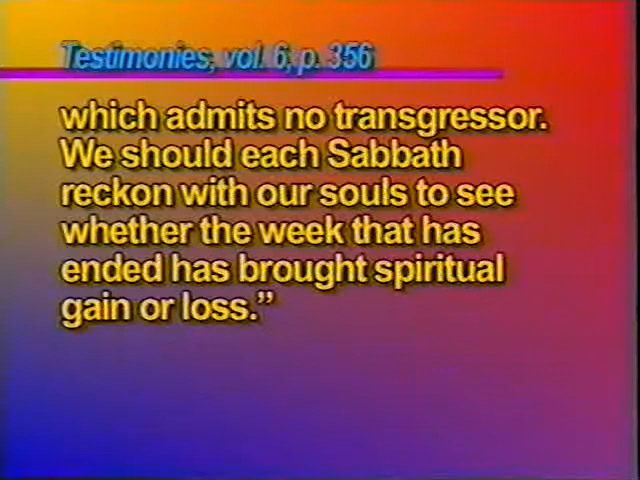 Testimonies, vol. 6, p. 356
which admits no transgressor.
We should each Sabbath
reckon with our souls to see
whether the week that has
ended has brought spiritual
gain or loss.”